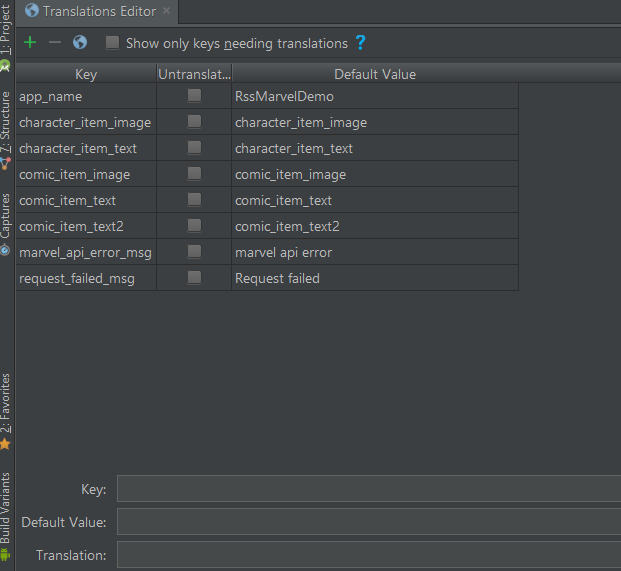 Translations Editor
Show only keys needing translations ?
Key Untranslat... Default Value
app_name RssMarvelDemo
character_item_image character_item_image
character_item_text character_item_text
comic_item_image comic_item_image
comic_item_text comic_item_text
comic_item_text2 comic_item_text2
marvel_api_error_msg marvel api error
request_failed_msg Request failed
Key:
Default Value:
Translation:
1: Project
7: Structure
Captures
2: Favorites
Build Variants